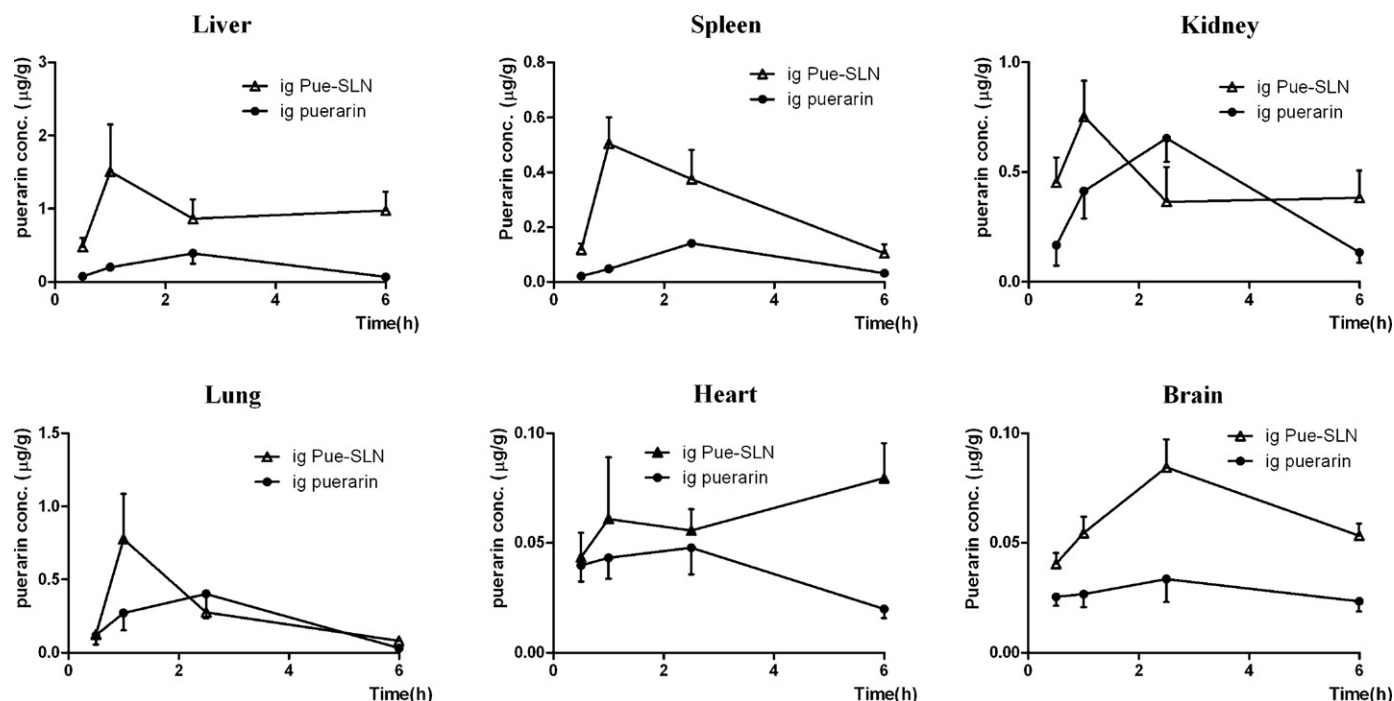 Liver
puerarin conc. ( μg/g)
3
2
1
0
ig Pue-SLN
ig puerarin
0 2 4 6
Time(h)
Spleen
Puerarin conc. ( μg/g)
0.8
0.6
0.4
0.2
0.0
ig Pue-SLN
ig puerarin
0 2 4 6
Time(h)
Kidney
puerarin conc. ( μg/g)
1.0
0.5
0.0
ig Pue-SLN
ig puerarin
0 2 4 6
Time(h)
Lung
puerarin conc. ( μg/g)
1.5
1.0
0.5
0.0
ig Pue-SLN
ig puerarin
0 2 4 6
Time(h)
Heart
puerarin conc. ( μg/g)
0.10
0.05
0.00
ig Pue-SLN
ig puerarin
0 2 4 6
Time(h)
Brain
Puerarin conc. ( μg/g)
0.10
0.05
0.00
ig Pue-SLN
ig puerarin
0 2 4 6
Time(h)